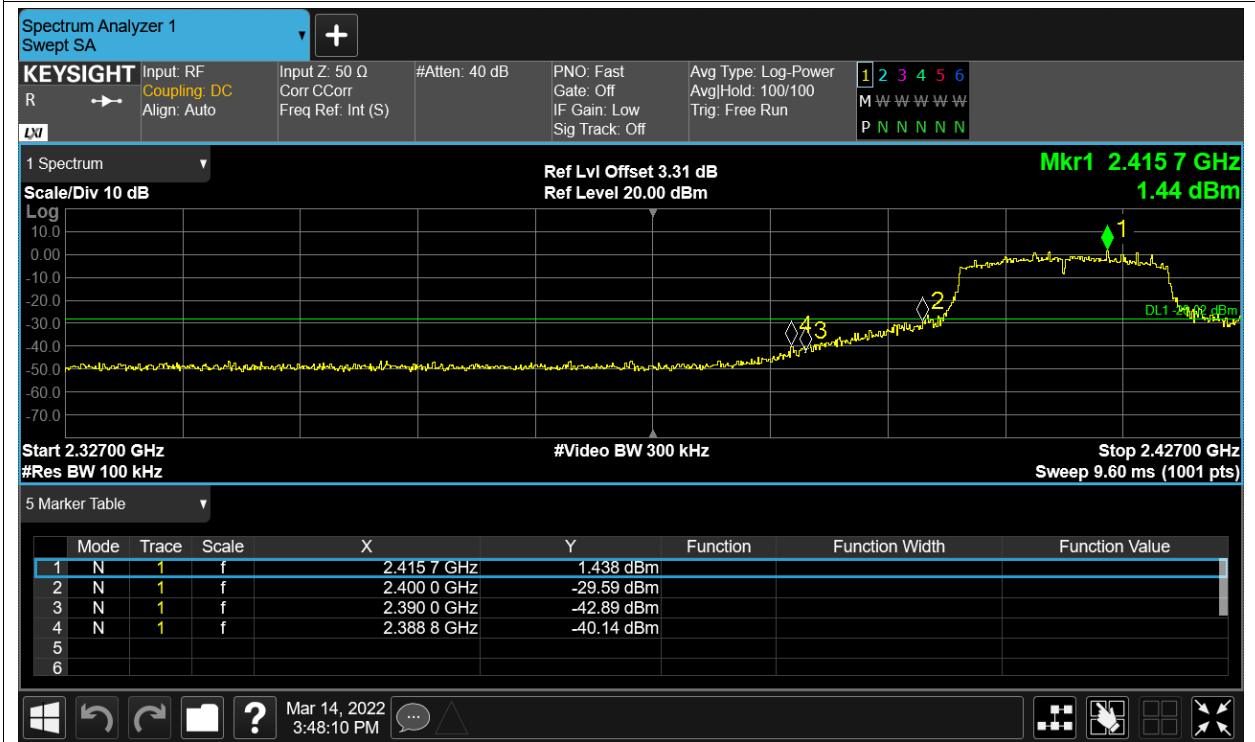 Spectrum Analyzer 1
Swept SA
+
KEYSIGHT
R
LXI
Input: RF
Coupling: DC
Align: Auto
Input Z: 50 Ω
Corr CCorr
Freq Ref: Int (S)
#Atten: 40 dB
PNO: Fast
Gate: Off
IF Gain: Low
Sig Track: Off
Avg Type: Log-Power
Avg|Hold: 100/100
Trig: Free Run
1 2 3 4 5 6
M W W W W W
P N N N N N
1 Spectrum
Scale/Div 10 dB
Ref Lvl Offset 3.31 dB
Ref Level 20.00 dBm
Mkr1 2.415 7 GHz
1.44 dBm
Log
10.0
0.00
-10.0
-20.0
-30.0
-40.0
-50.0
-60.0
-70.0
1
2
4 3
DL1
dBm
Start 2.32700 GHz
#Res BW 100 kHz
#Video BW 300 kHz
Stop 2.42700 GHz
Sweep 9.60 ms (1001 pts)
5 Marker Table
Mode Trace Scale X Y Function Function Width Function Value
1 N 1 f 2.415 7 GHz 1.438 dBm
2 N 1 f 2.400 0 GHz -29.59 dBm
3 N 1 f 2.390 0 GHz -42.89 dBm
4 N 1 f 2.388 8 GHz -40.14 dBm
5
6
?
Mar 14, 2022
3:48:10 PM